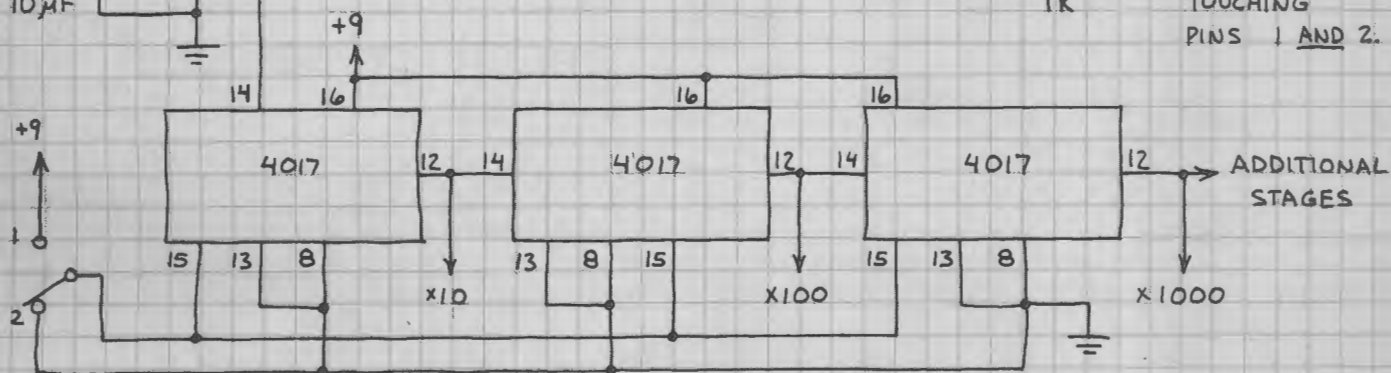 10µF
1K
TOUCHING
PINS 1 AND 2.
+9
14
16
16
16
+9
4017
12
14
4017
12
14
4017
12
ADDITIONAL
STAGES
1
15
13
8
13
8
15
15
13
8
x10
x100
x1000
2